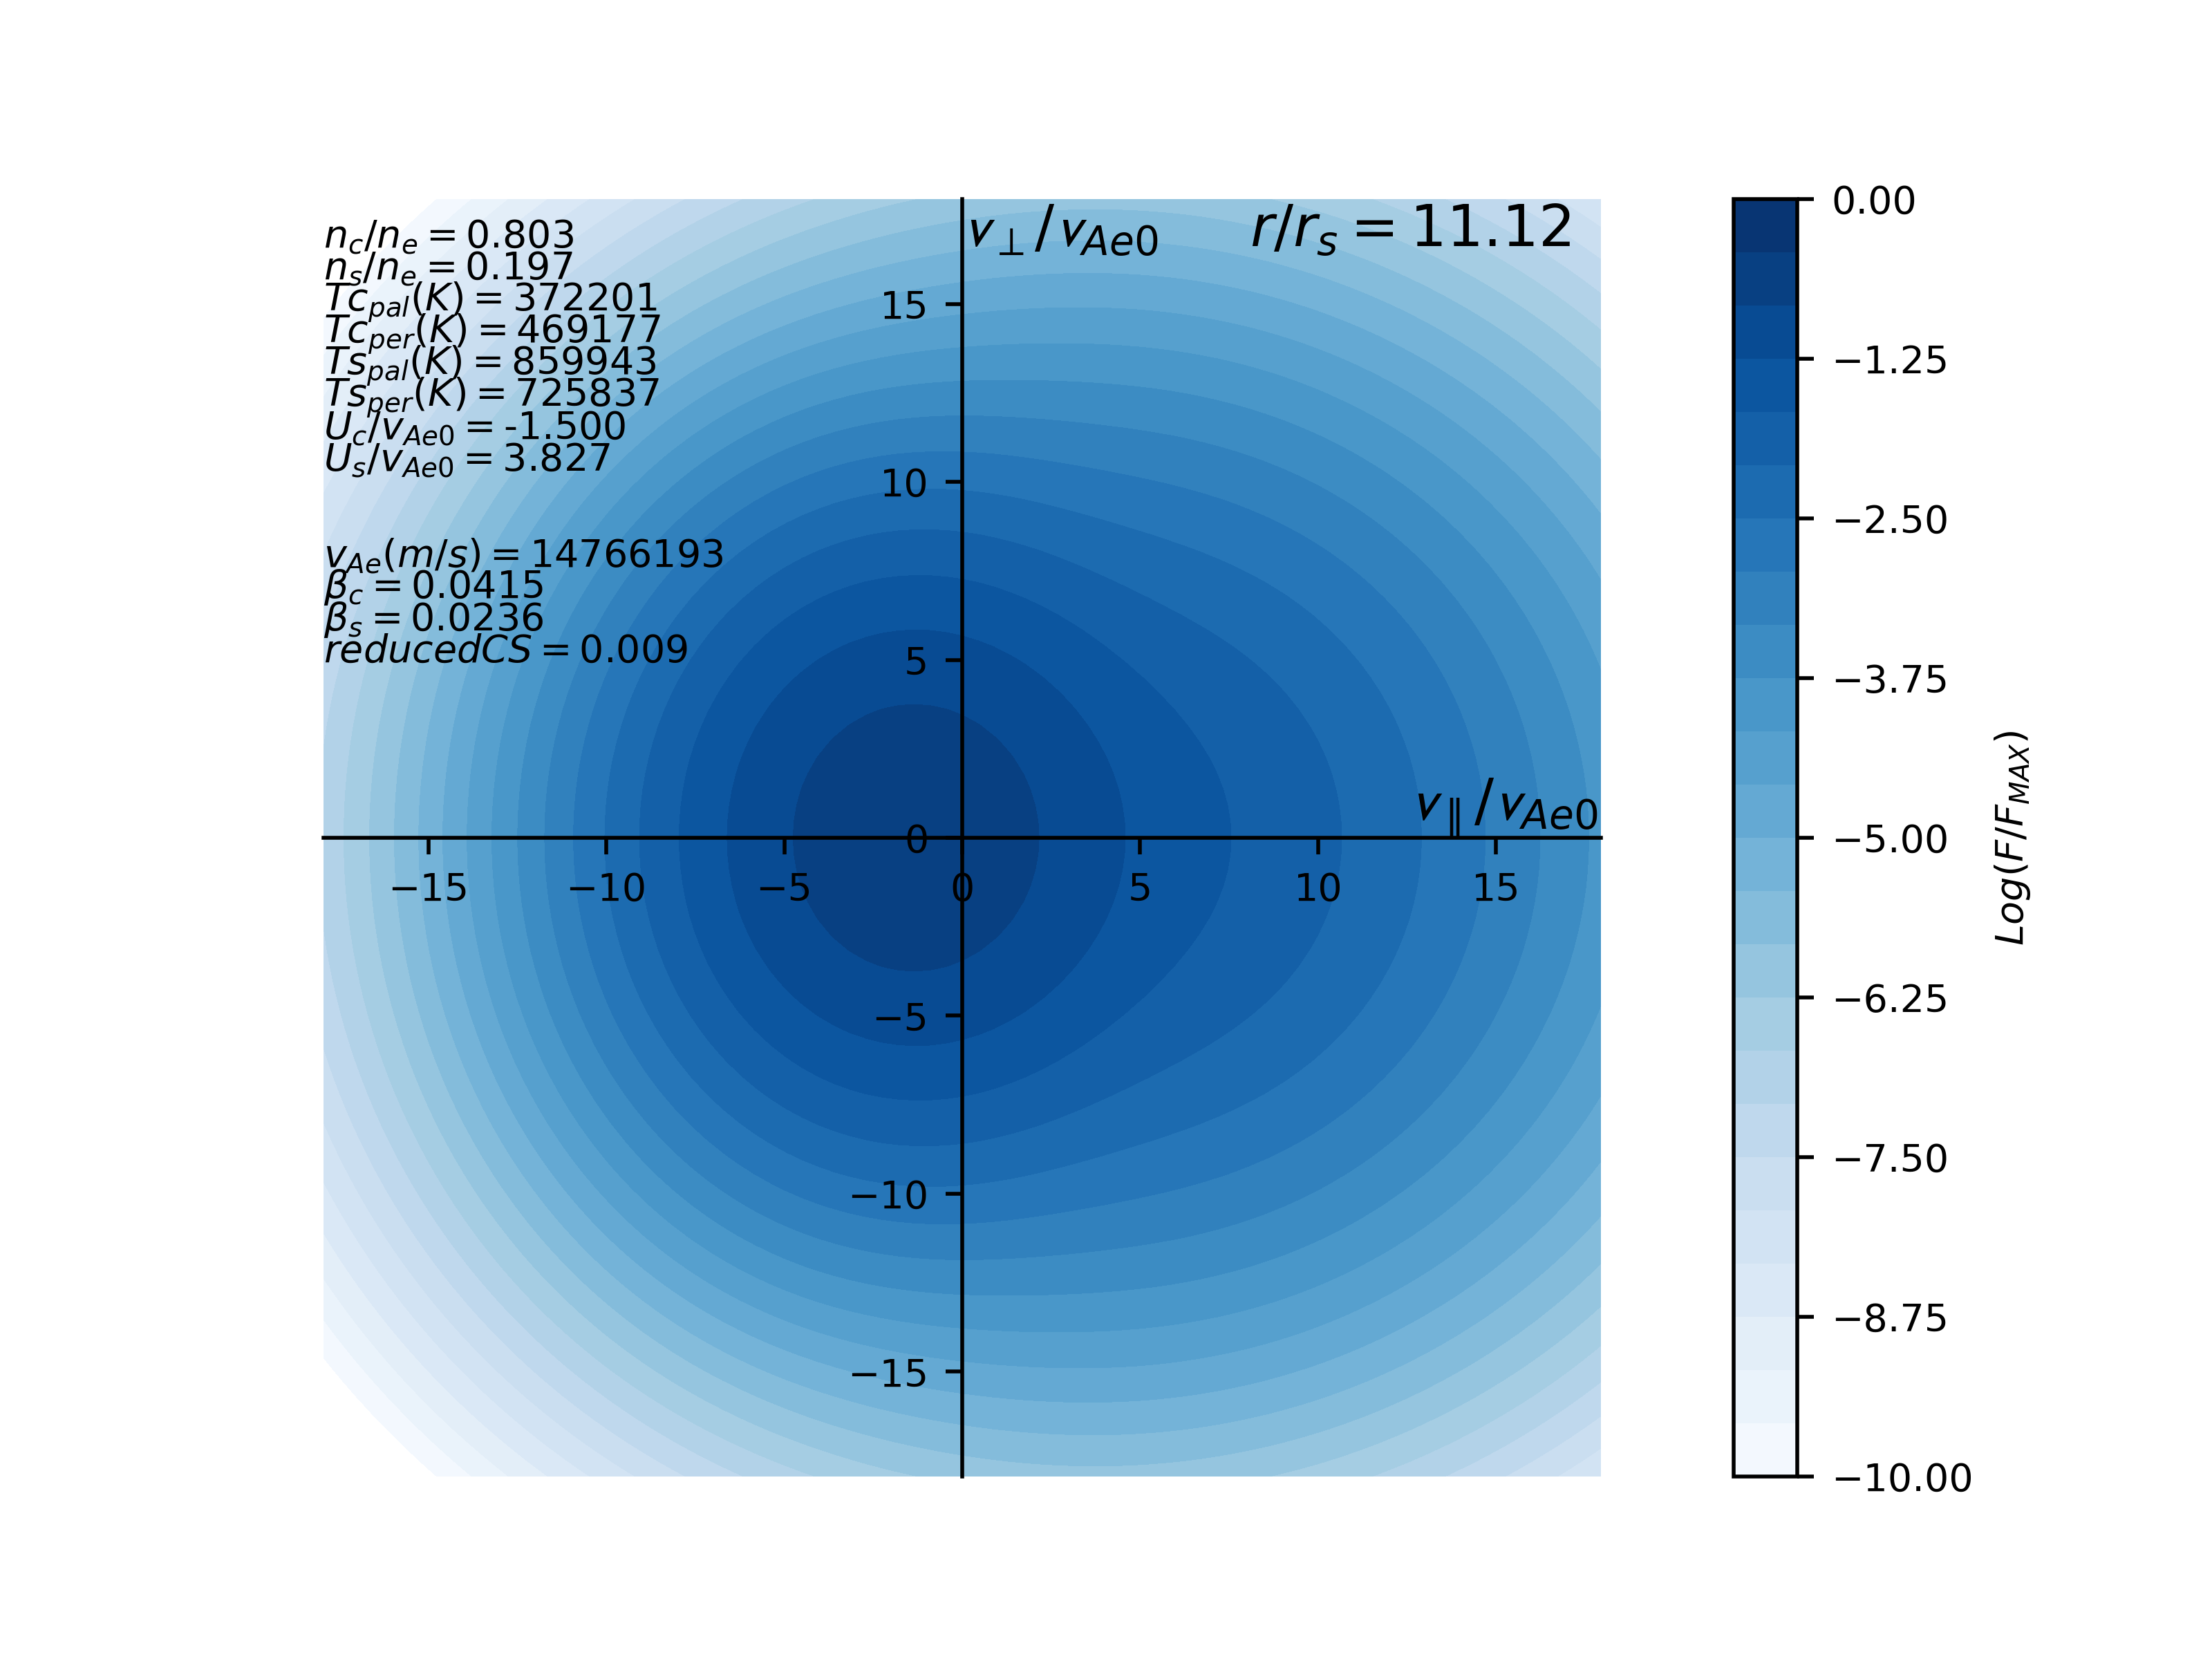 n_c/n_e = 0.803
n_s/n_e = 0.197
Tc_pal(K) = 372201
Tc_per(K) = 469177
Ts_pal(K) = 859943
Ts_per(K) = 725837
U_c/v_Ae0 = -1.500
U_s/v_Ae0 = 3.827
v_Ae(m/s) = 14766193
β_c = 0.0415
β_s = 0.0236
reducedCS = 0.009
v_⊥/v_Ae0
r/r_s = 11.12
15
10
5
0
−5
−10
−15
v_∥/v_Ae0
−15 −10 −5 0 5 10 15
0.00
−1.25
−2.50
−3.75
−5.00
−6.25
−7.50
−8.75
−10.00
Log(F/F_MAX)